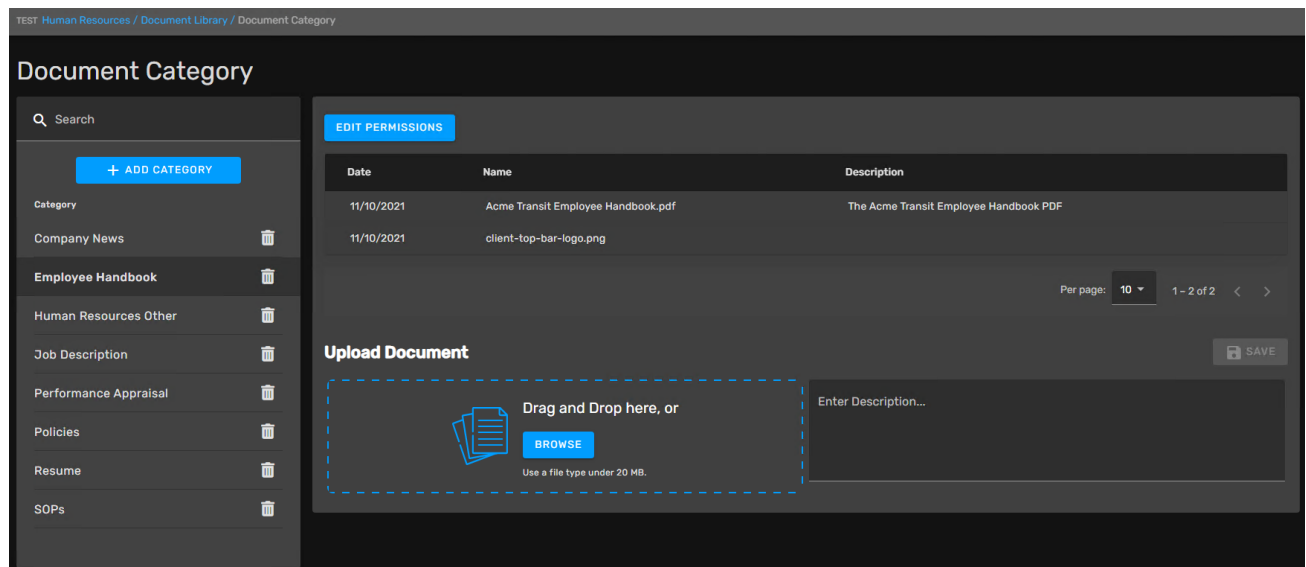 TEST Human Resources / Document Library / Document Category
Document Category
Search
+ ADD CATEGORY
Category
Company News
Employee Handbook
Human Resources Other
Job Description
Performance Appraisal
Policies
Resume
SOPs
EDIT PERMISSIONS
Date Name Description
11/10/2021 Acme Transit Employee Handbook.pdf The Acme Transit Employee Handbook PDF
11/10/2021 client-top-bar-logo.png
Per page: 10 1 – 2 of 2
Upload Document
SAVE
Drag and Drop here, or
BROWSE
Use a file type under 20 MB.
Enter Description...